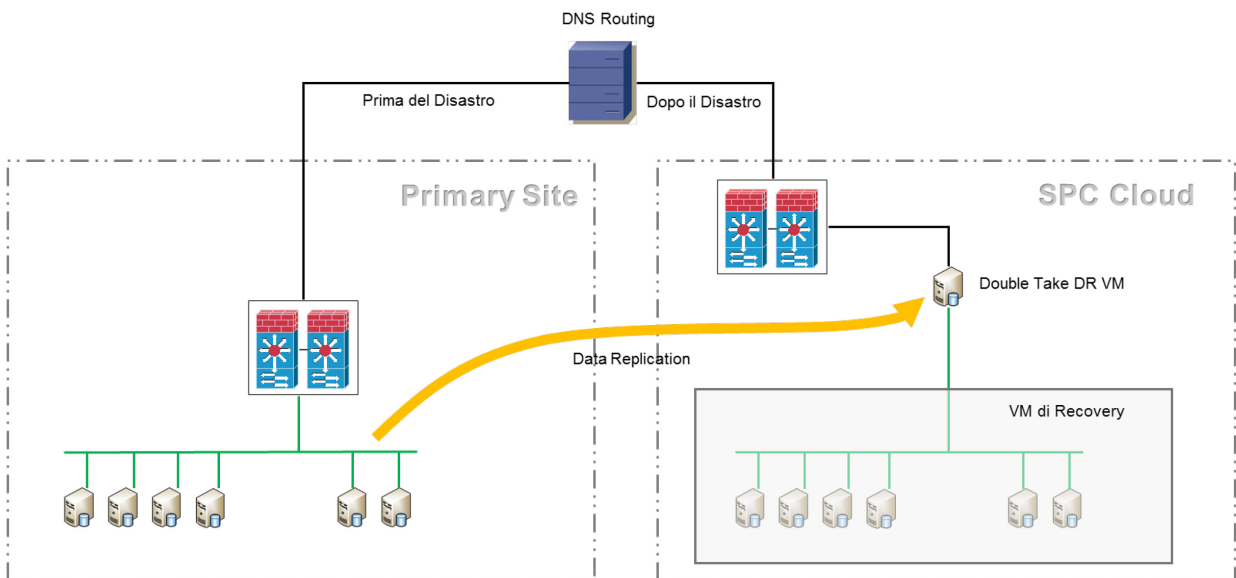 DNS Routing
Prima del Disastro
Dopo il Disastro
Primary Site
SPC Cloud
Double Take DR VM
Data Replication
VM di Recovery